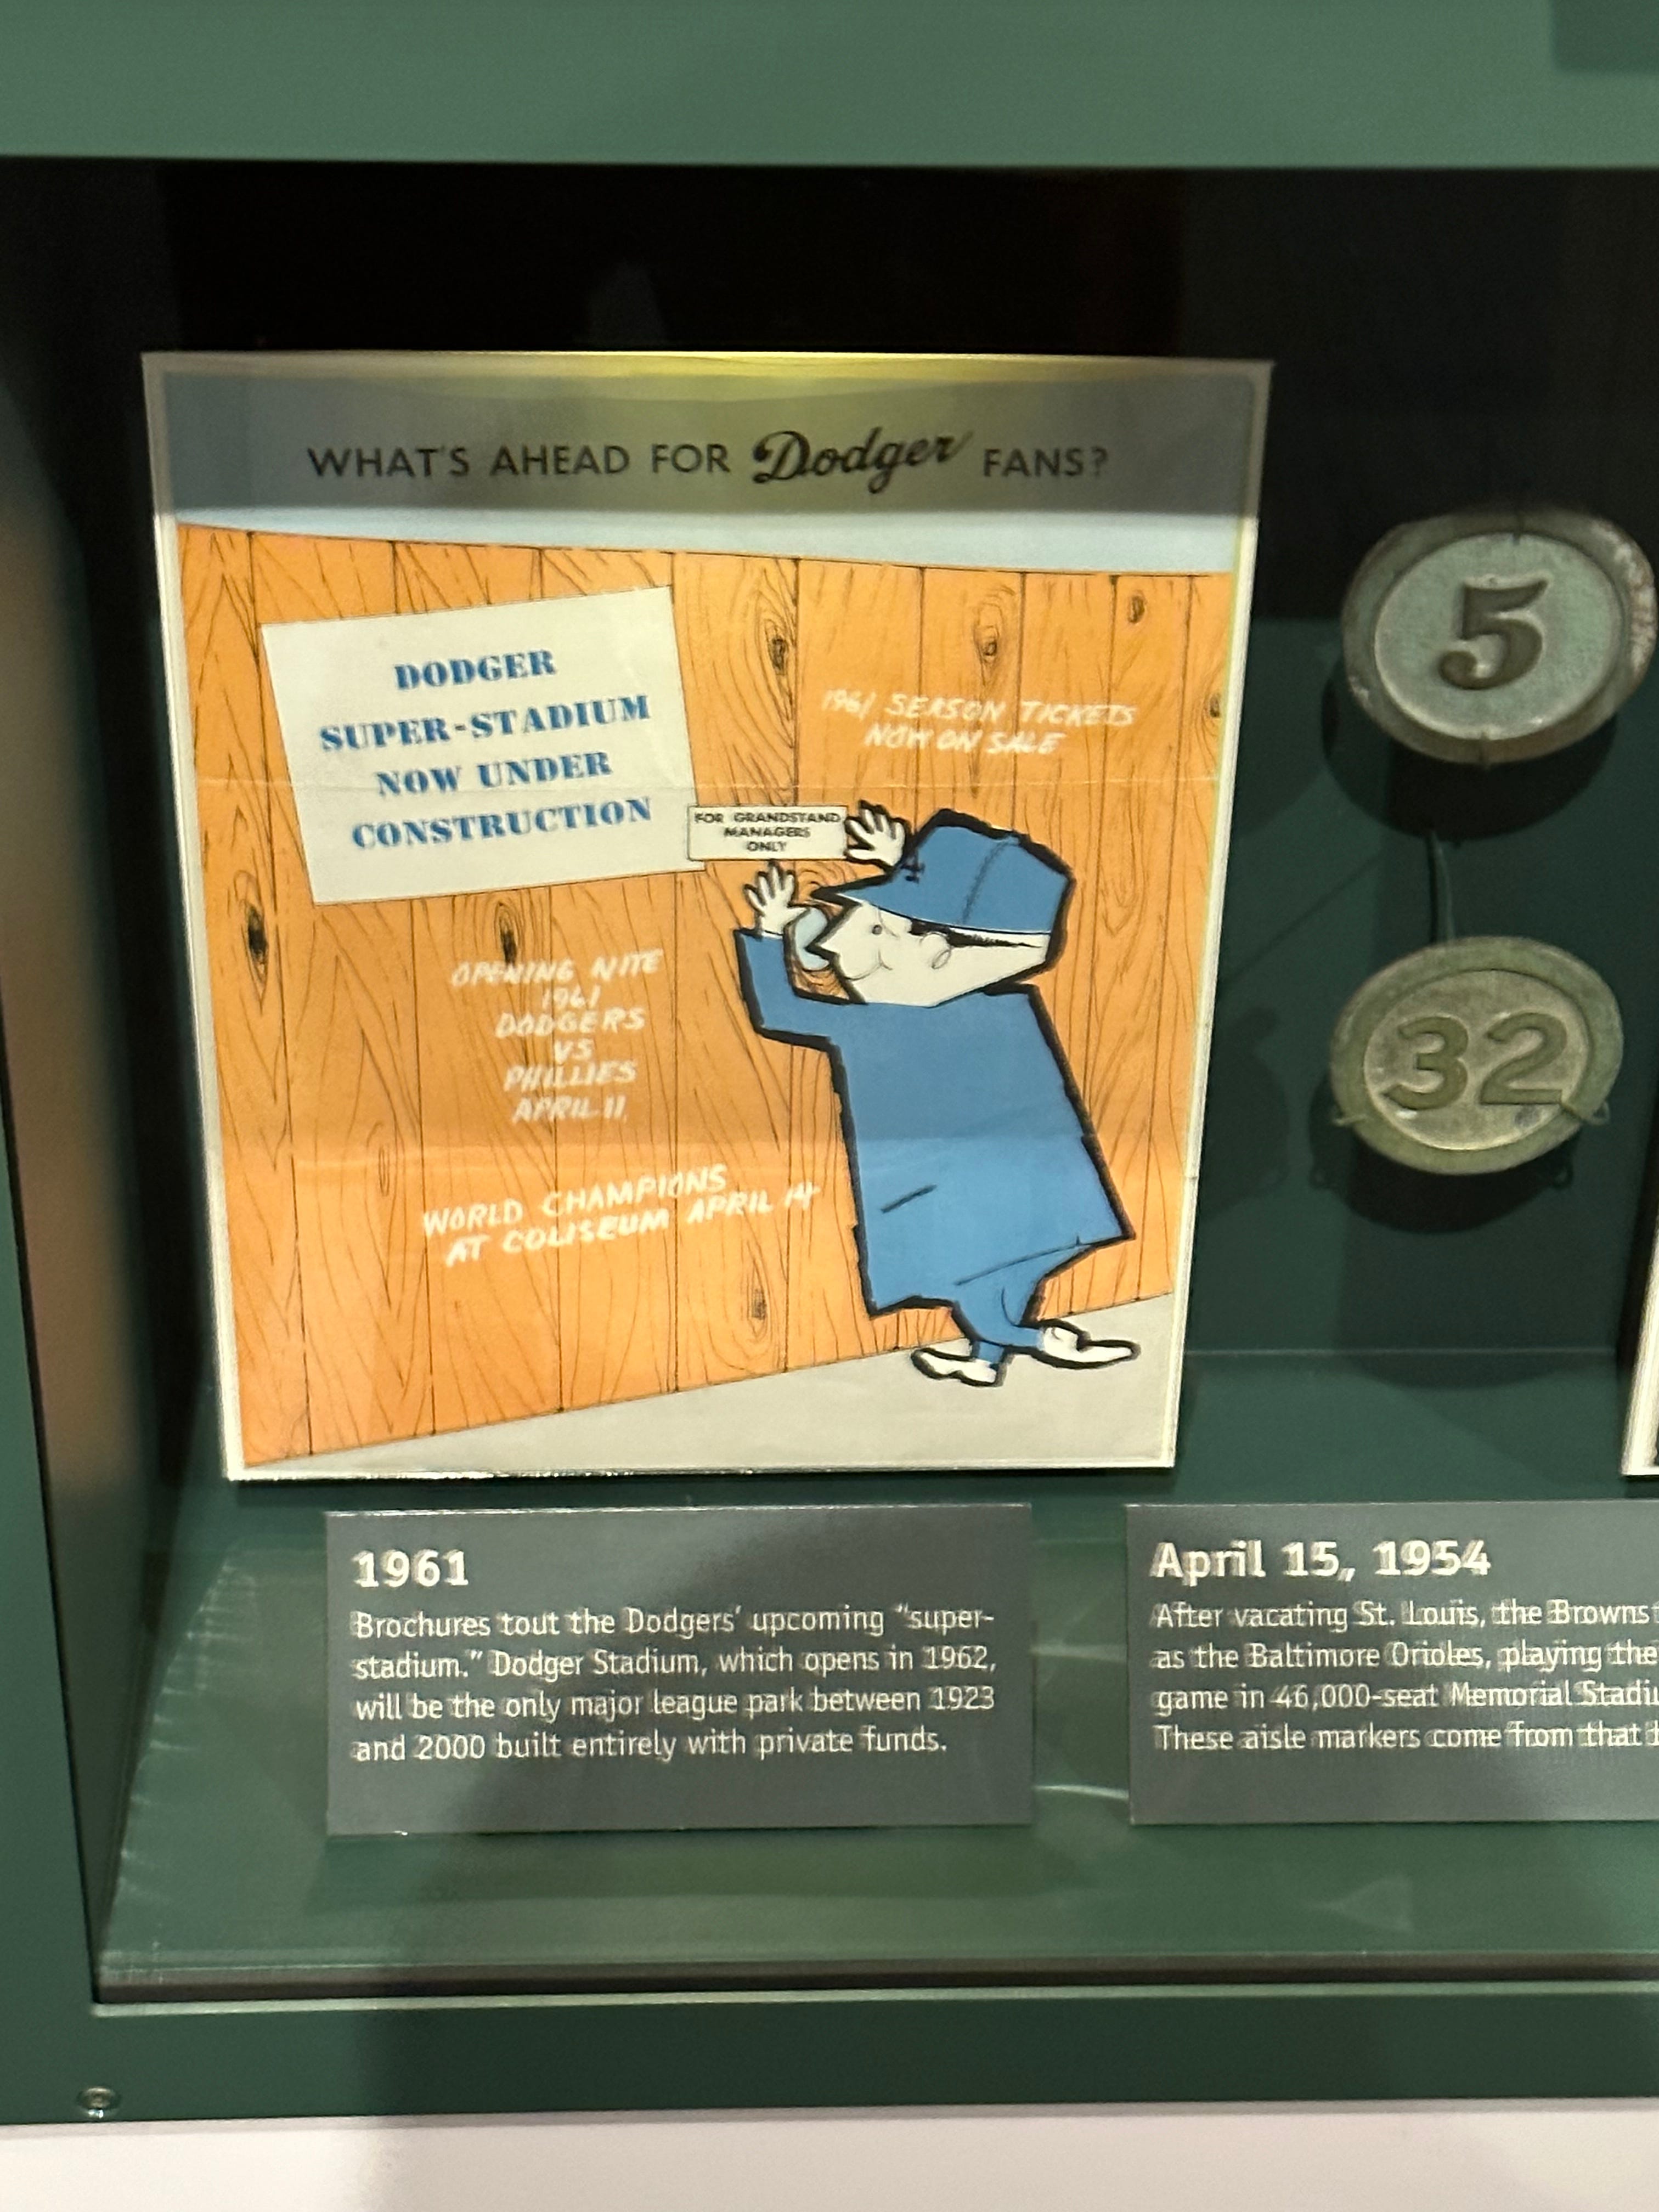 WHAT'S AHEAD FOR Dodger FANS?
DODGER
SUPER-STADIUM
NOW UNDER
CONSTRUCTION
1961 SEASON TICKETS
NOW ON SALE
FOR GRANDSTAND
MANAGERS
ONLY
OPENING NITE
1961
DODGERS
VS
PHILLIES
APRIL 11
WORLD CHAMPIONS
AT COLISEUM APRIL 14
5
32
1961
Brochures tout the Dodgers' upcoming "super-
stadium." Dodger Stadium, which opens in 1962,
will be the only major league park between 1923
and 2000 built entirely with private funds.
April 15, 1954
After vacating St. Louis, the Browns
as the Baltimore Orioles, playing the
game in 46,000-seat Memorial
These aisle markers come from that